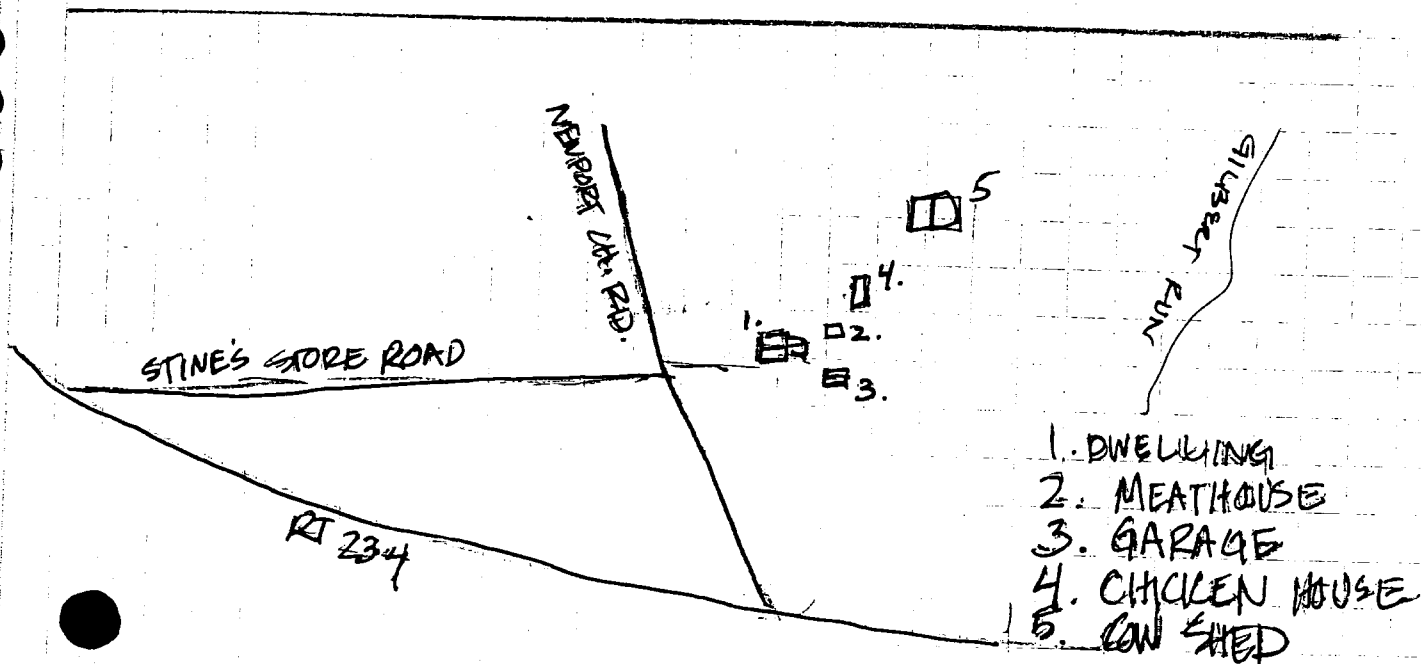 NEWPORT CH. RD.
GILBERT RUN
5
4.
1.
2.
STINE'S STORE ROAD
3.
RT 234
1. DWELLING
2. MEATHOUSE
3. GARAGE
4. CHICKEN HOUSE
5. COW SHED